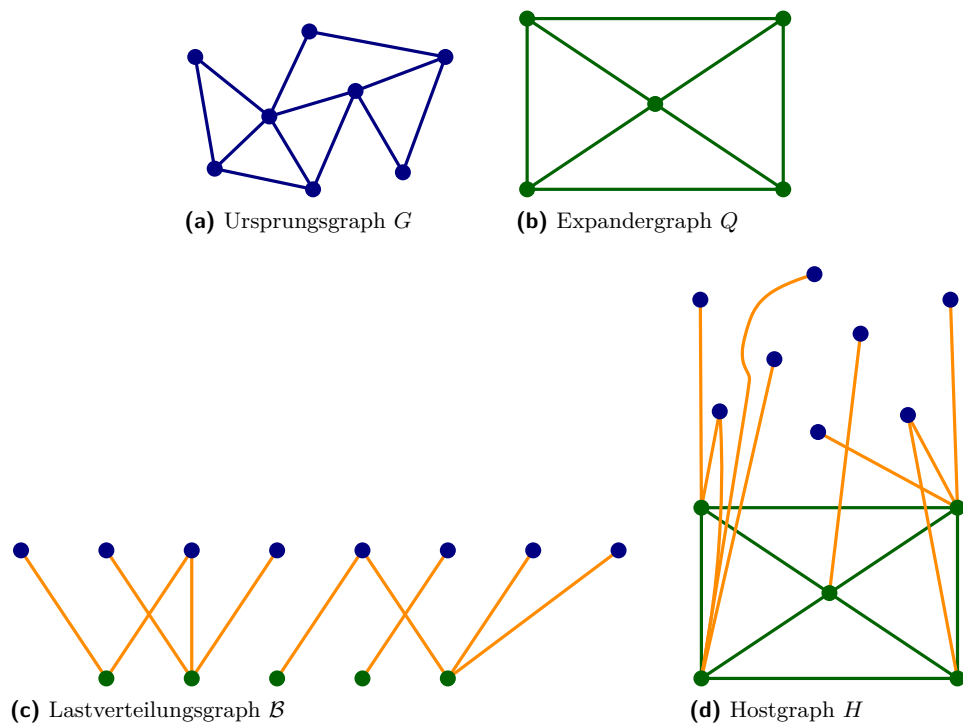 (a) Ursprungsgraph G
(b) Expandergraph Q
(c) Lastverteilungsgraph ℬ
(d) Hostgraph H